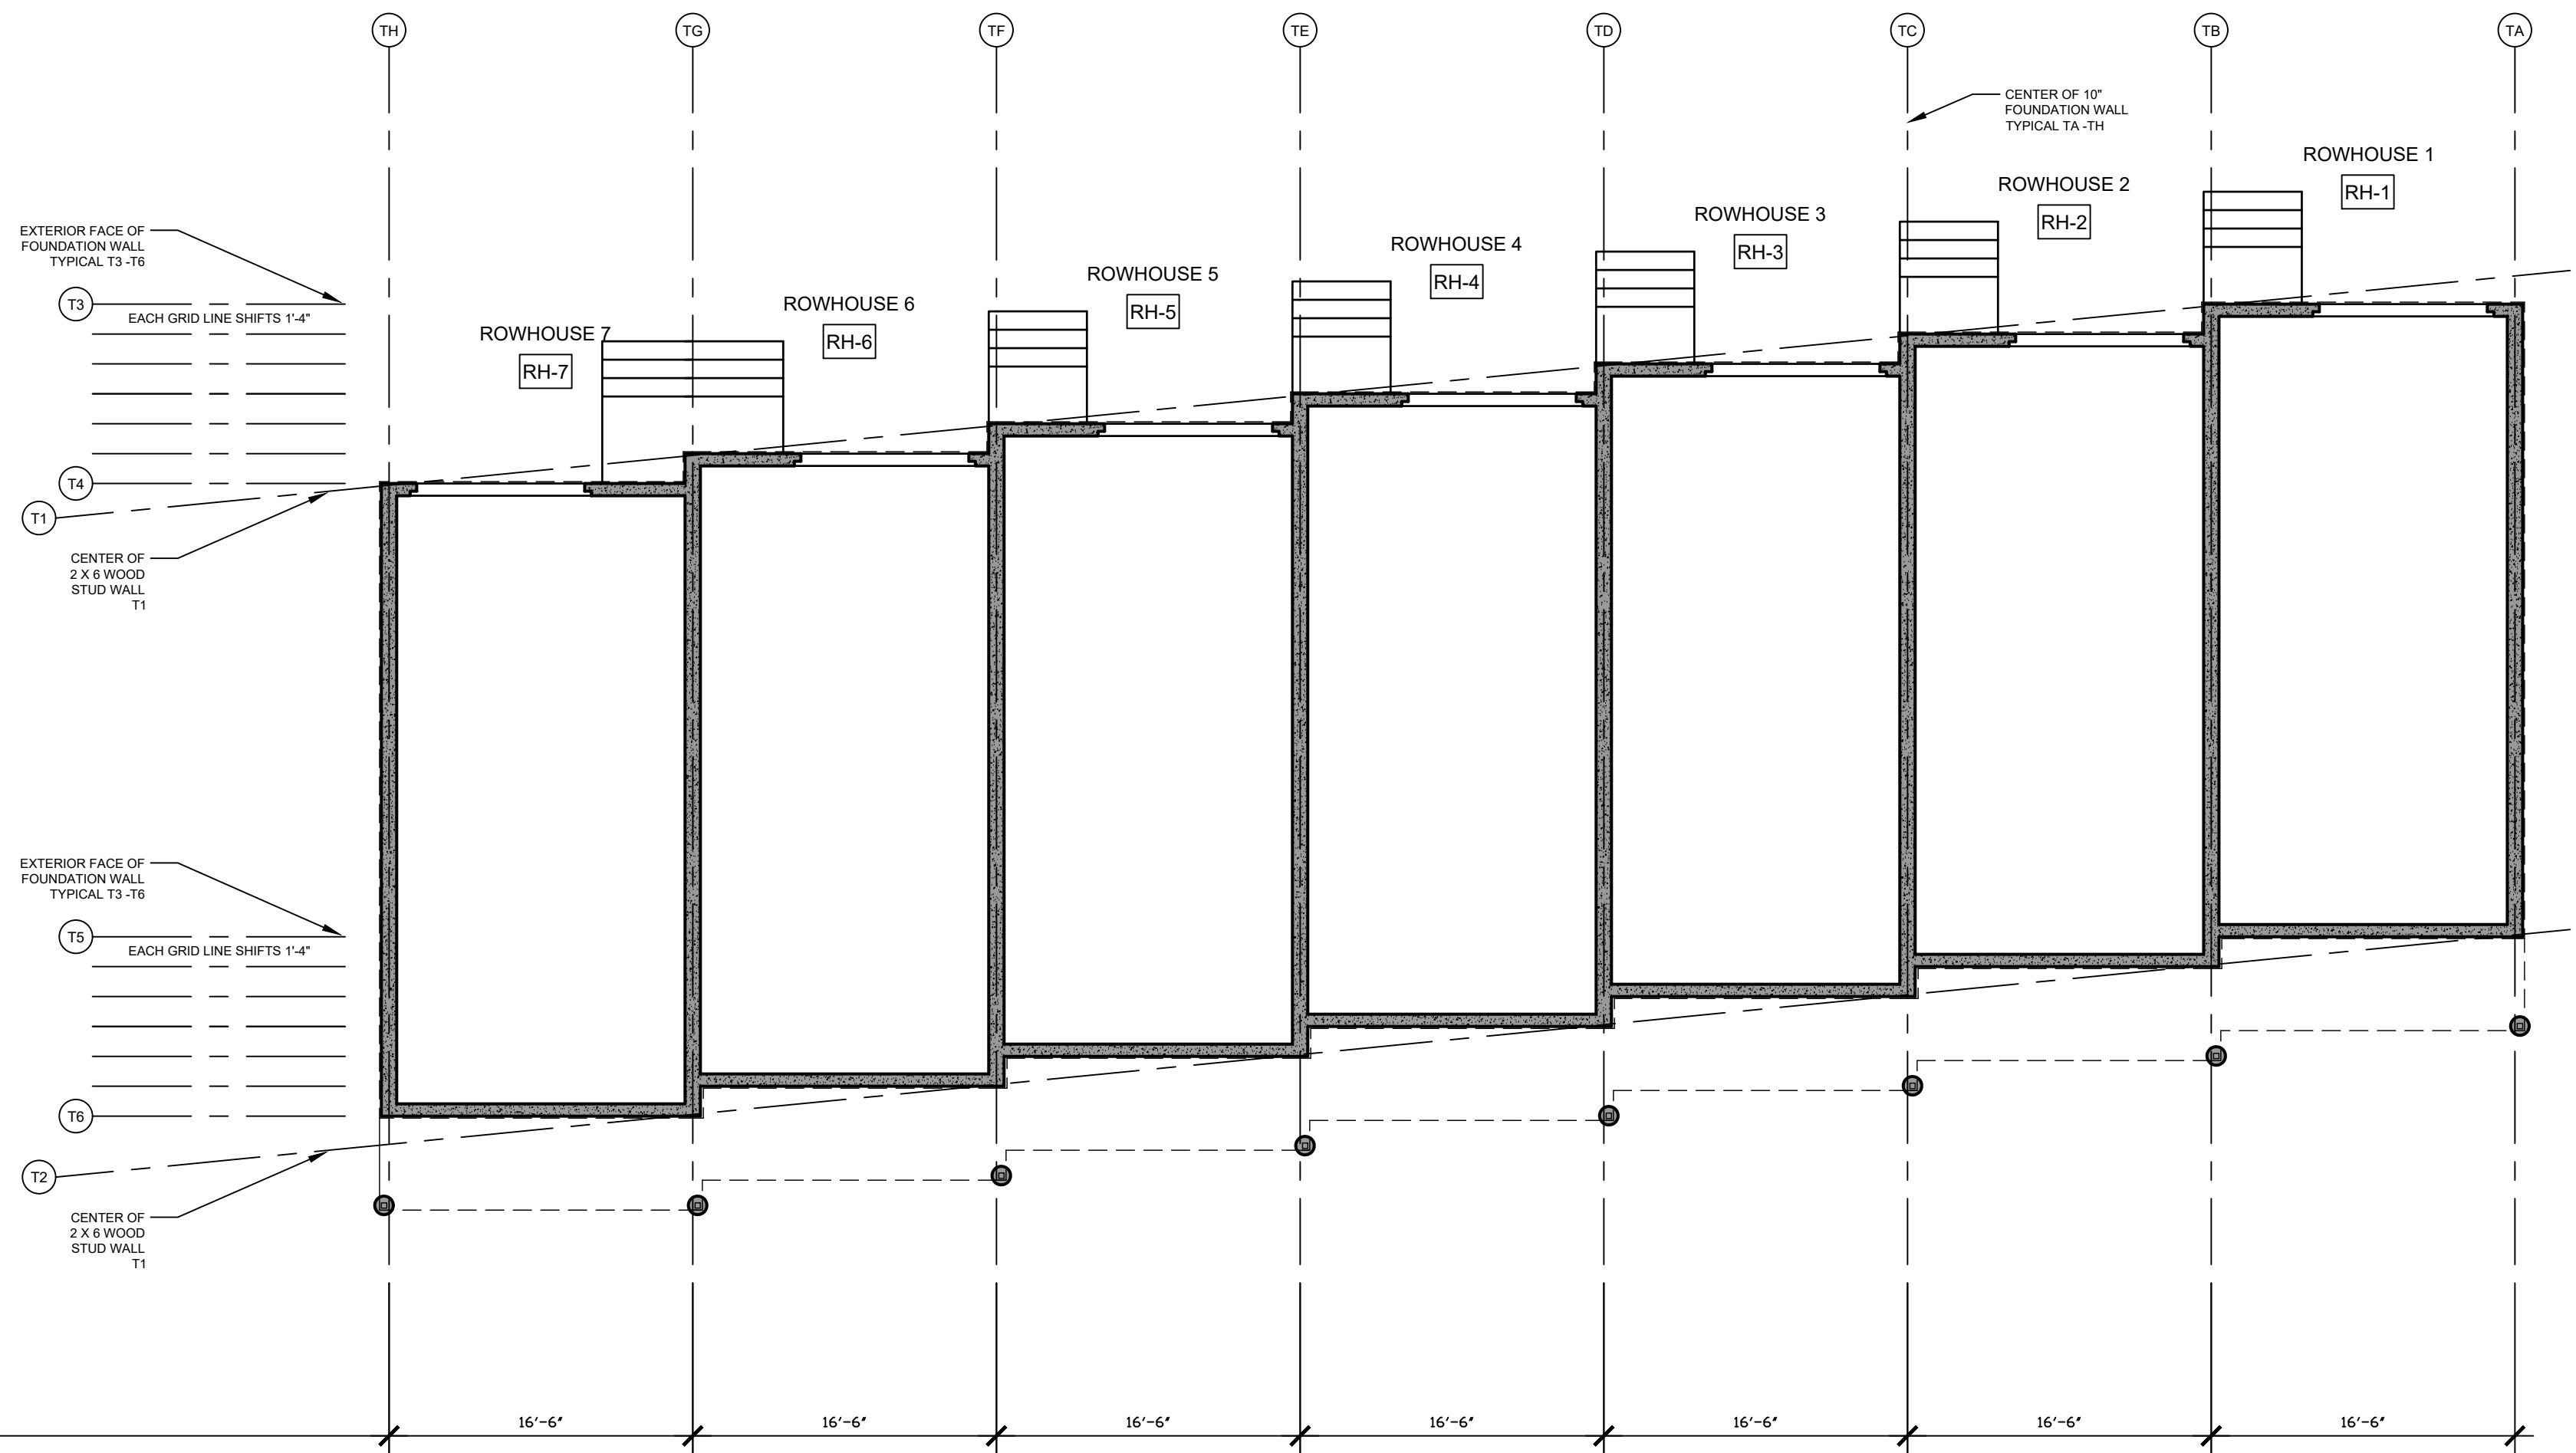 TH
TG
TF
TE
TD
TC
TB
TA
CENTER OF 10"
FOUNDATION WALL
TYPICAL TA -TH
ROWHOUSE 1
RH-1
ROWHOUSE 2
RH-2
ROWHOUSE 3
RH-3
ROWHOUSE 4
RH-4
ROWHOUSE 5
RH-5
ROWHOUSE 6
RH-6
ROWHOUSE 7
RH-7
EXTERIOR FACE OF
FOUNDATION WALL
TYPICAL T3 -T6
T3
EACH GRID LINE SHIFTS 1'-4"
T4
T1
CENTER OF
2 X 6 WOOD
STUD WALL
T1
EXTERIOR FACE OF
FOUNDATION WALL
TYPICAL T3 -T6
T5
EACH GRID LINE SHIFTS 1'-4"
T6
T2
CENTER OF
2 X 6 WOOD
STUD WALL
T1
16'-6"
16'-6"
16'-6"
16'-6"
16'-6"
16'-6"
16'-6"